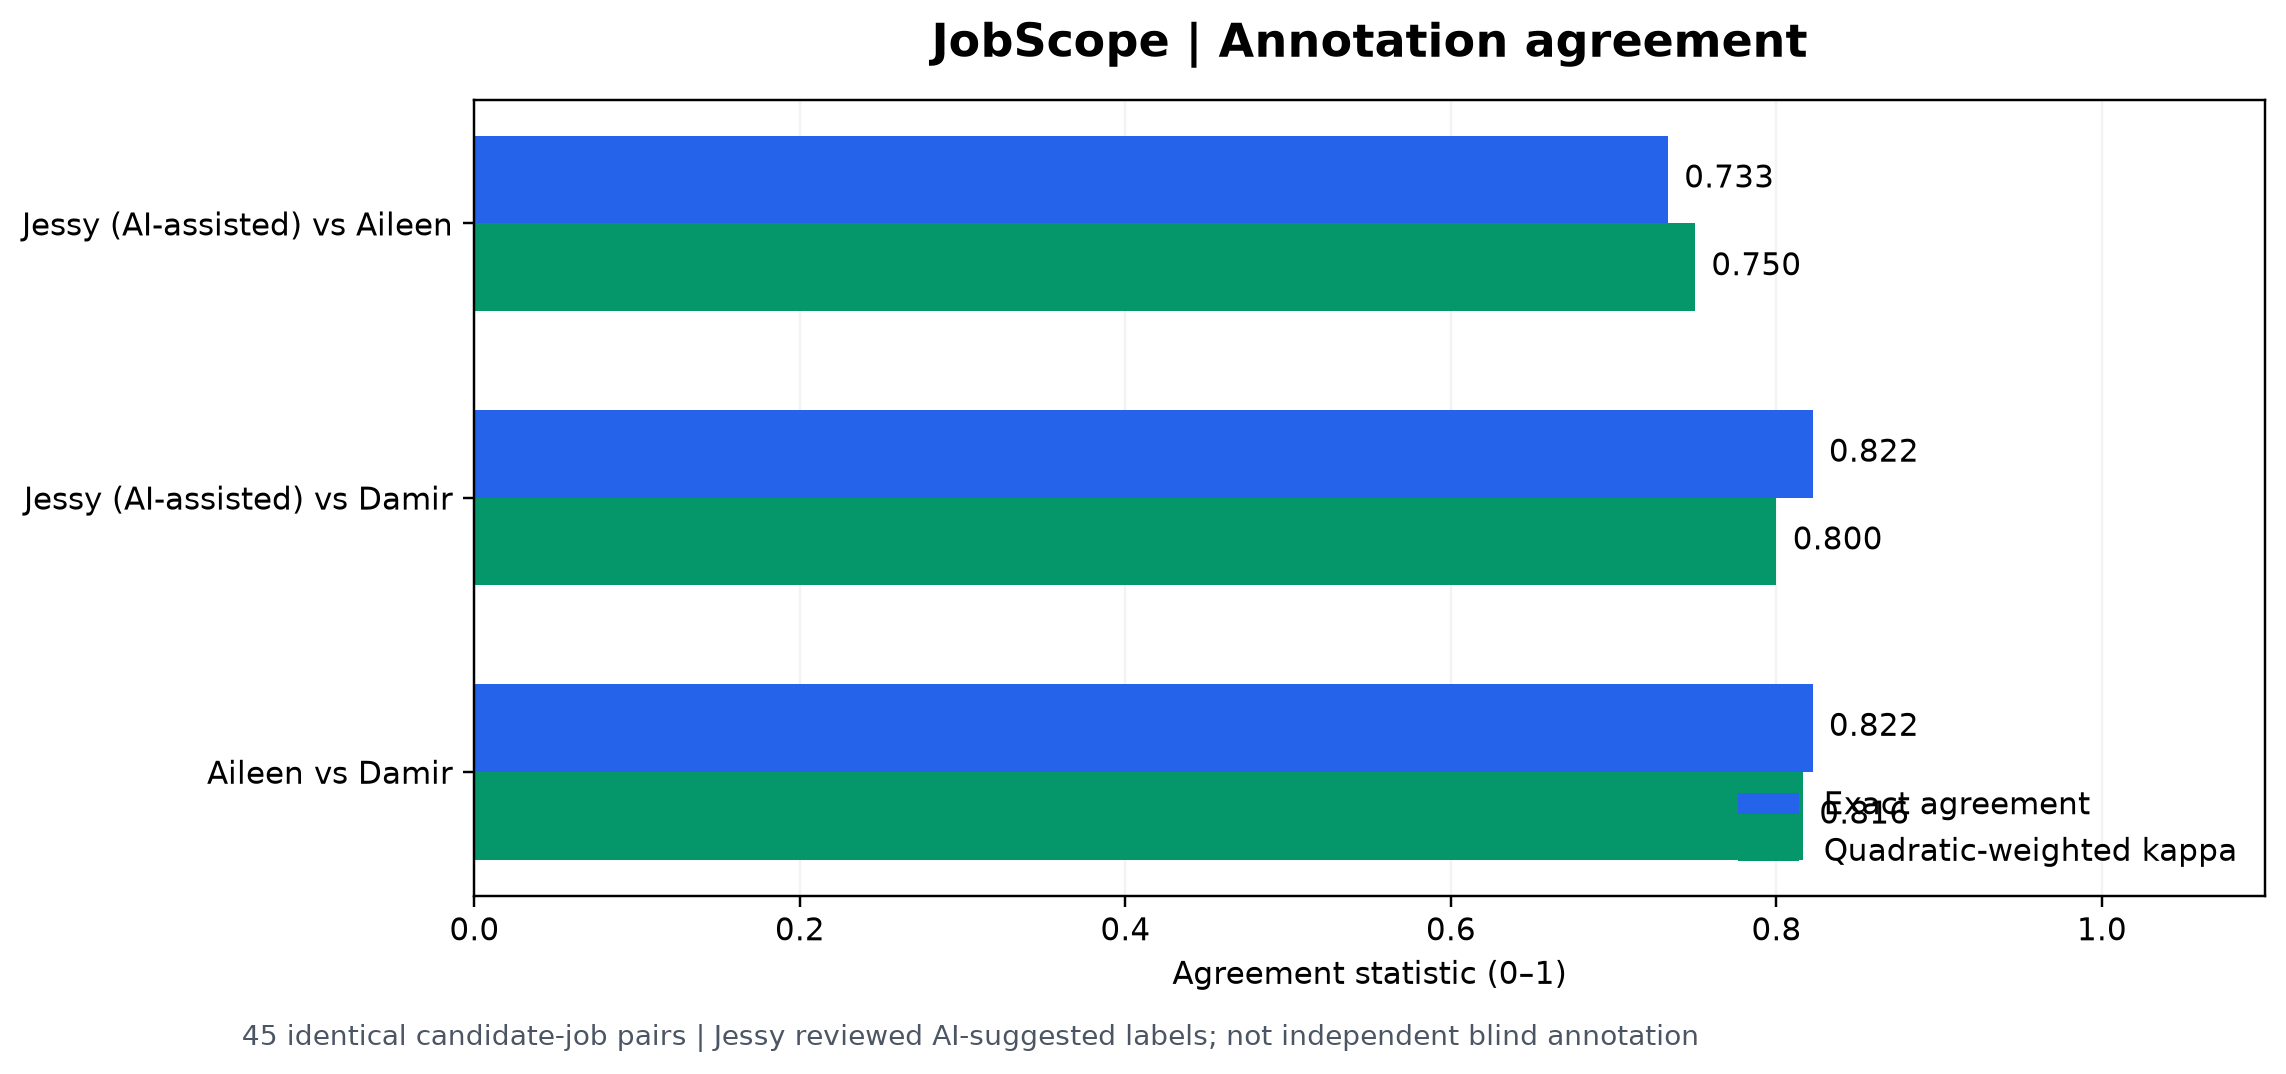 JobScope | Annotation agreement
Jessy (AI-assisted) vs Aileen
0.733
0.750
Jessy (AI-assisted) vs Damir
0.822
0.800
Aileen vs Damir
0.822
0.816
Exact agreement
Quadratic-weighted kappa
0.0 0.2 0.4 0.6 0.8 1.0
Agreement statistic (0–1)
45 identical candidate-job pairs | Jessy reviewed AI-suggested labels; not independent blind annotation